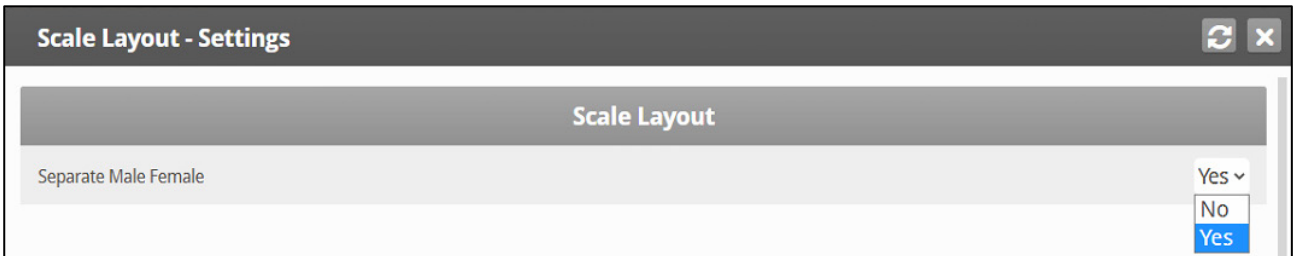 Scale Layout - Settings
Scale Layout
Separate Male Female
Yes
No
Yes